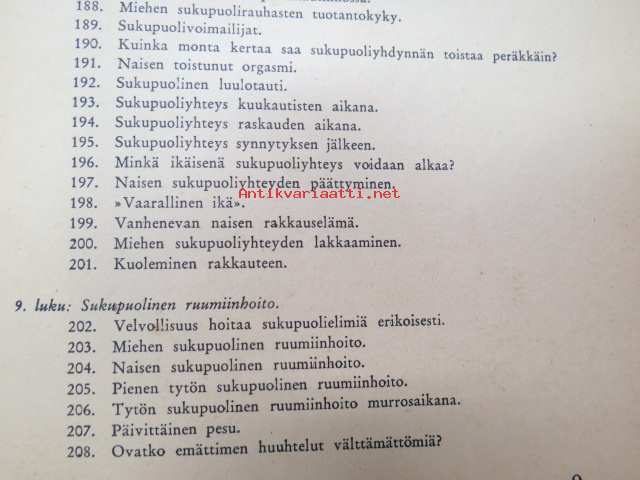 188. Miehen sukupuolirauhasten tuotantokyky.
189. Sukupuolivoimailijat.
190. Kuinka monta kertaa saa sukupuoliyhdynnän toistaa peräkkäin?
191. Naisen toistunut orgasmi.
192. Sukupuolinen luulotauti.
193. Sukupuoliyhteys kuukautisten aikana.
194. Sukupuoliyhteys raskauden aikana.
195. Sukupuoliyhteys synnytyksen jälkeen.
196. Minkä ikäisenä sukupuoliyhteys voidaan alkaa?
197. Naisen sukupuoliyhteyden päättyminen.
Antikvariaatti.net
198. »Vaarallinen ikä».
199. Vanhenevan naisen rakkauselämä.
200. Miehen sukupuoliyhteyden lakkaaminen.
201. Kuoleminen rakkauteen.
9. luku: Sukupuolinen ruumiinhoito.
202. Velvollisuus hoitaa sukupuolielimiä erikoisesti.
203. Miehen sukupuolinen ruumiinhoito.
204. Naisen sukupuolinen ruumiinhoito.
205. Pienen tytön sukupuolinen ruumiinhoito.
206. Tytön sukupuolinen ruumiinhoito murrosaikana.
207. Päivittäinen pesu.
208. Ovatko emättimen huuhtelut välttämättömiä?